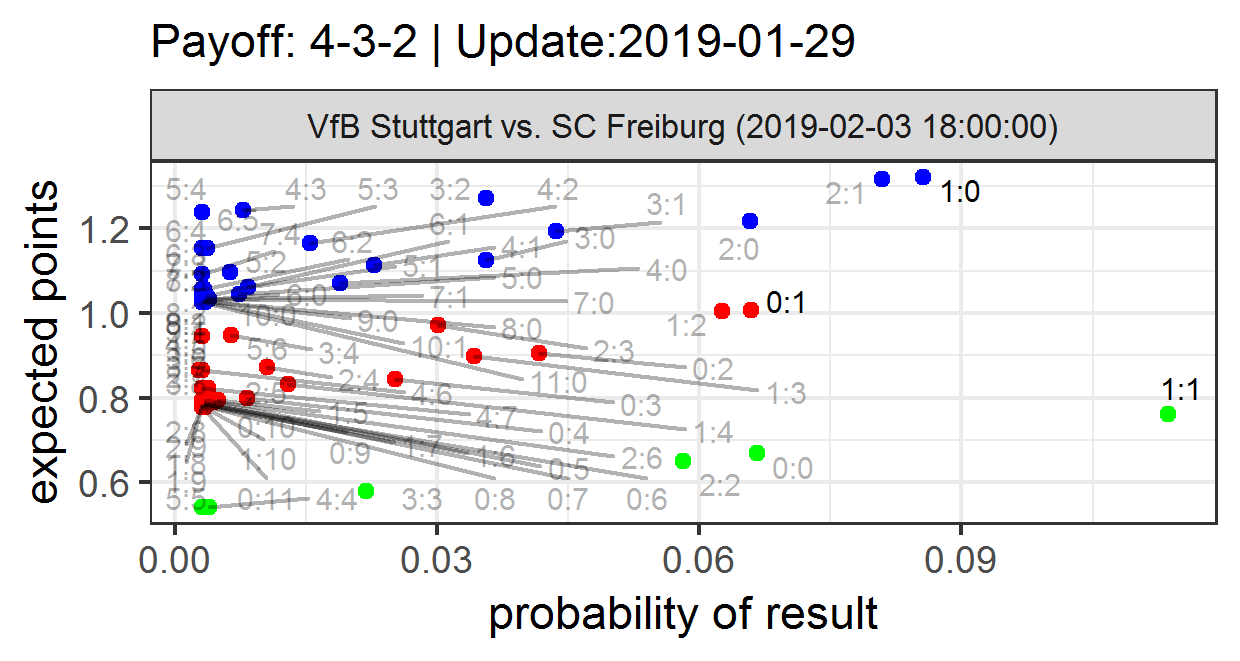 Payoff: 4-3-2 | Update:2019-01-29
VfB Stuttgart vs. SC Freiburg (2019-02-03 18:00:00)
expected points
1.2
1.0
0.8
0.6
5:4 4:3 5:3 3:2 4:2 2:1 1:0
3:1
6:4 6:5 7:4 6:2 6:1 4:1 3:0 2:0
5:2 5:1 5:0 4:0
6:0 7:1 7:0 0:1
10:0 9:0 8:0 1:2
5:6 3:4 10:1 2:3 0:2
2:4 11:0 1:3 1:1
2:5 4:6 0:3
1:5 4:7 0:4 1:4
2:8 0:10 1:7
1:10 0:9 1:6 0:5 2:6 0:0
1:9 2:2
5:5 0:11 4:4 3:3 0:8 0:7 0:6
0.00 0.03 0.06 0.09
probability of result